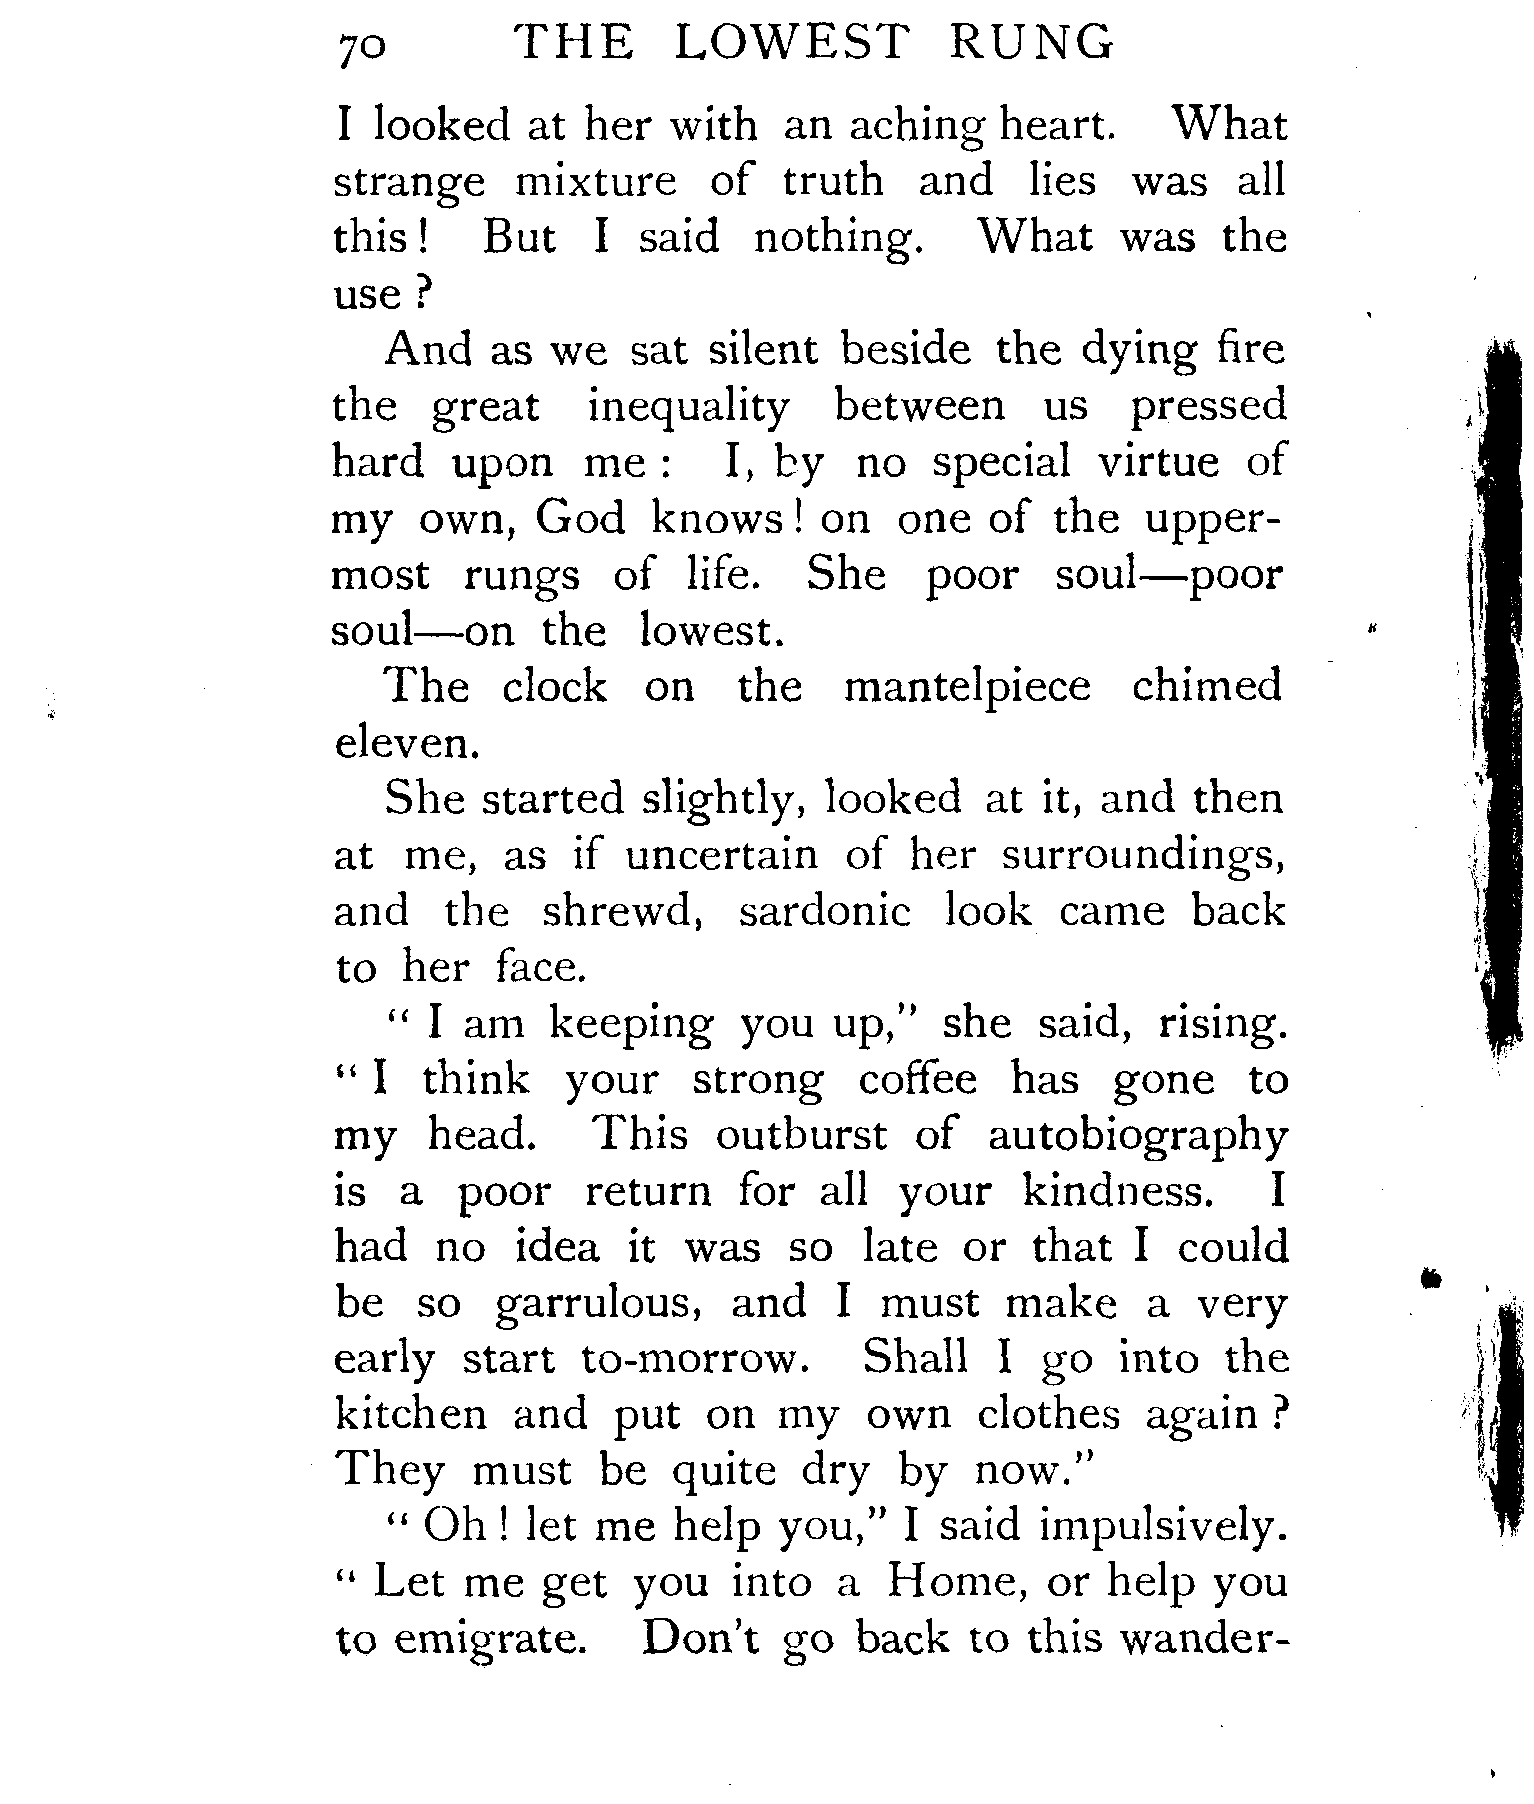 70 THE LOWEST RUNG
I looked at her with an aching heart. What
strange mixture of truth and lies was all
this! But I said nothing. What was the
use?
And as we sat silent beside the dying fire
the great inequality between us pressed
hard upon me: I, by no special virtue of
my own, God knows! on one of the upper-
most rungs of life. She poor soul—poor
soul—on the lowest.
The clock on the mantelpiece chimed
eleven.
She started slightly, looked at it, and then
at me, as if uncertain of her surroundings,
and the shrewd, sardonic look came back
to her face.
“I am keeping you up,” she said, rising.
“I think your strong coffee has gone to
my head. This outburst of autobiography
is a poor return for all your kindness. I
had no idea it was so late or that I could
be so garrulous, and I must make a very
early start to-morrow. Shall I go into the
kitchen and put on my own clothes again?
They must be quite dry by now.”
“Oh! let me help you,” I said impulsively.
“Let me get you into a Home, or help you
to emigrate. Don't go back to this wander-